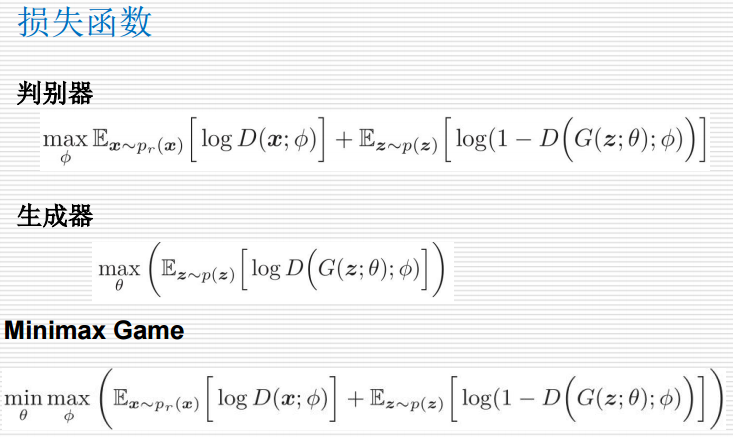 损失函数
判别器
$\max_{\phi} \mathbb{E}_{\boldsymbol{x}\sim p_r(\boldsymbol{x})}\Big[\log D(\boldsymbol{x};\phi)\Big] + \mathbb{E}_{\boldsymbol{z}\sim p(\boldsymbol{z})}\Big[\log(1 - D\Big(G(\boldsymbol{z};\theta);\phi)\Big)\Big]$
生成器
$\max_{\theta} \Bigg(\mathbb{E}_{\boldsymbol{z}\sim p(\boldsymbol{z})}\Big[\log D\Big(G(\boldsymbol{z};\theta);\phi)\Big]\Bigg)$
Minimax Game
$\min_{\theta} \max_{\phi} \Bigg(\mathbb{E}_{\boldsymbol{x}\sim p_r(\boldsymbol{x})}\Big[\log D(\boldsymbol{x};\phi)\Big] + \mathbb{E}_{\boldsymbol{z}\sim p(\boldsymbol{z})}\Big[\log(1 - D\Big(G(\boldsymbol{z};\theta);\phi)\Big)\Big]\Bigg)$